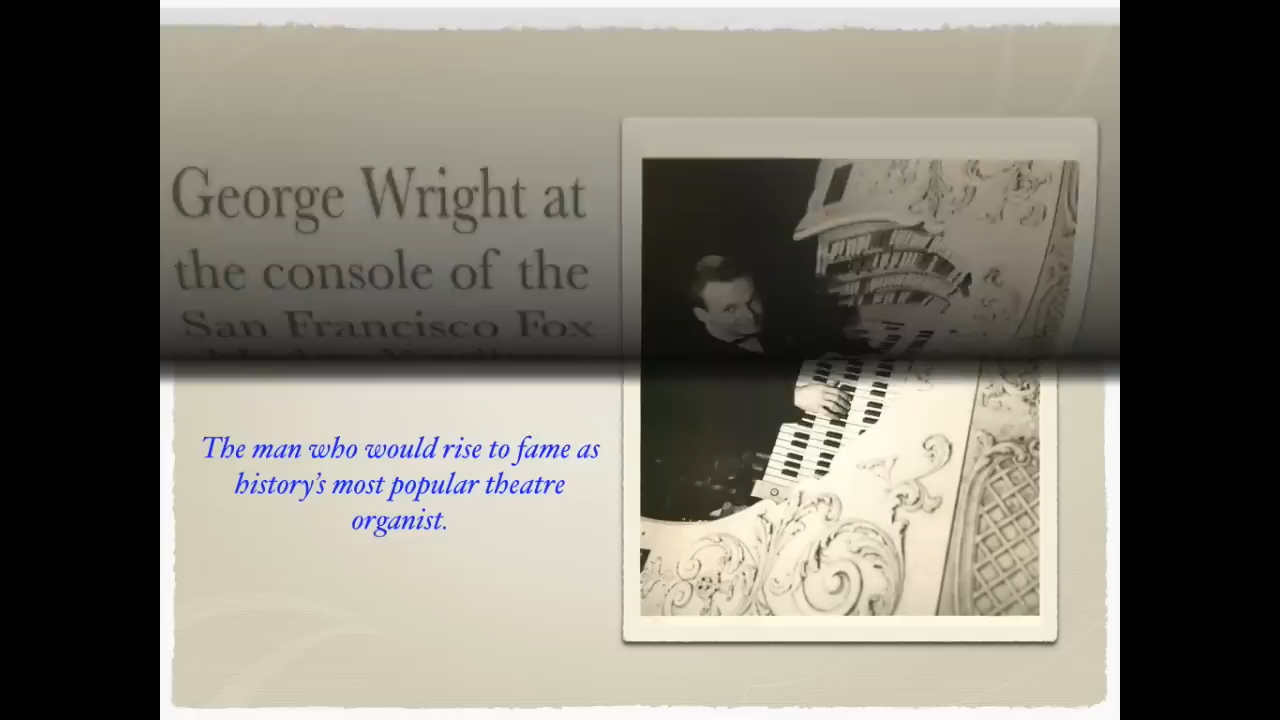 George Wright at
the console of the
San Francisco Fox
The man who would rise to fame as
history's most popular theatre
organist.